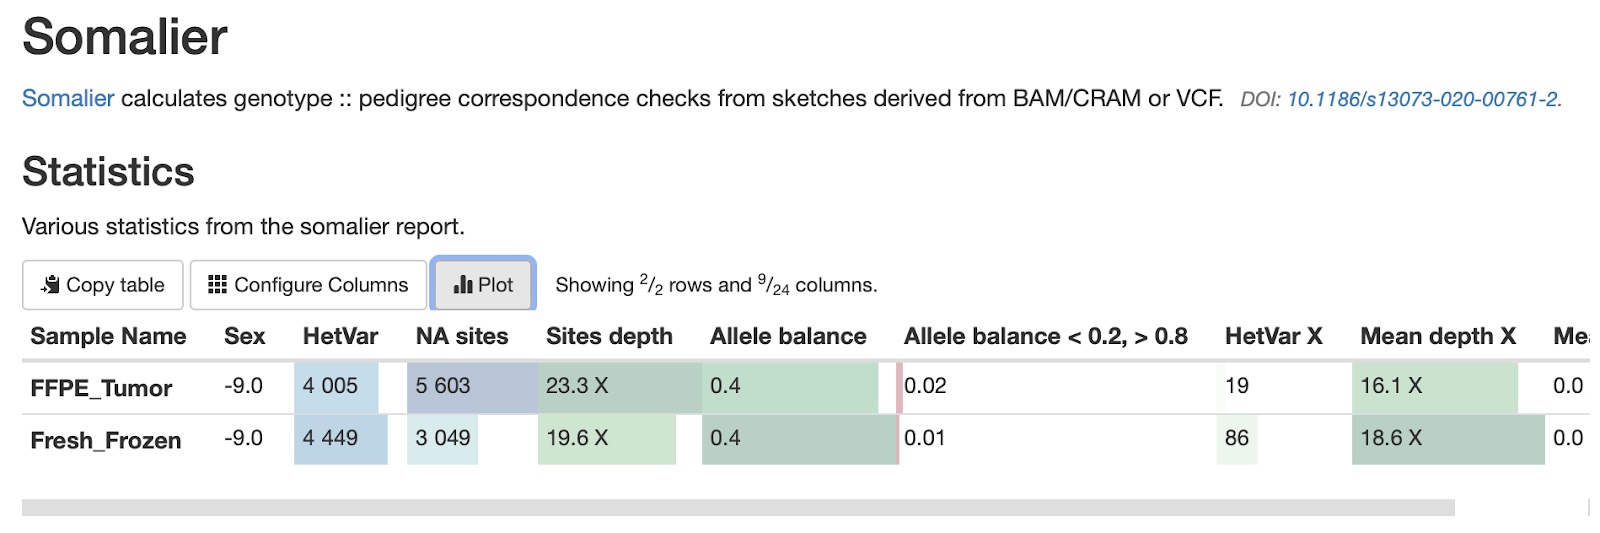 Somalier
Somalier calculates genotype :: pedigree correspondence checks from sketches derived from BAM/CRAM or VCF. DOI: 10.1186/s13073-020-00761-2.
Statistics
Various statistics from the somalier report.
Copy table Configure Columns Plot Showing 2/2 rows and 9/24 columns.
Sample Name Sex HetVar NA sites Sites depth Allele balance Allele balance < 0.2, > 0.8 HetVar X Mean depth X Me
FFPE_Tumor -9.0 4 005 5 603 23.3 X 0.4 0.02 19 16.1 X 0.0
Fresh_Frozen -9.0 4 449 3 049 19.6 X 0.4 0.01 86 18.6 X 0.0